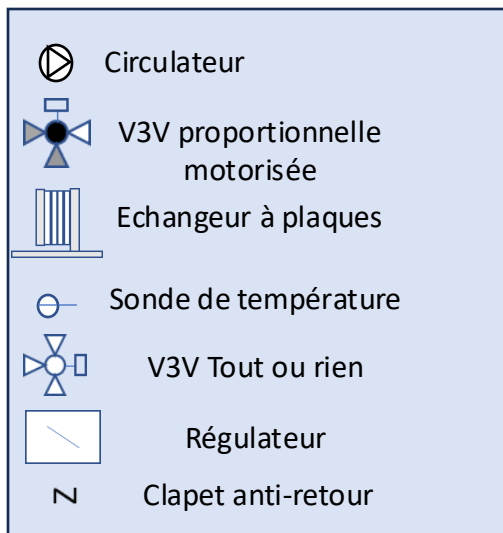 Circulateur
V3V proportionnelle
motorisée
Echangeur à plaques
Sonde de température
V3V Tout ou rien
Régulateur
Clapet anti-retour